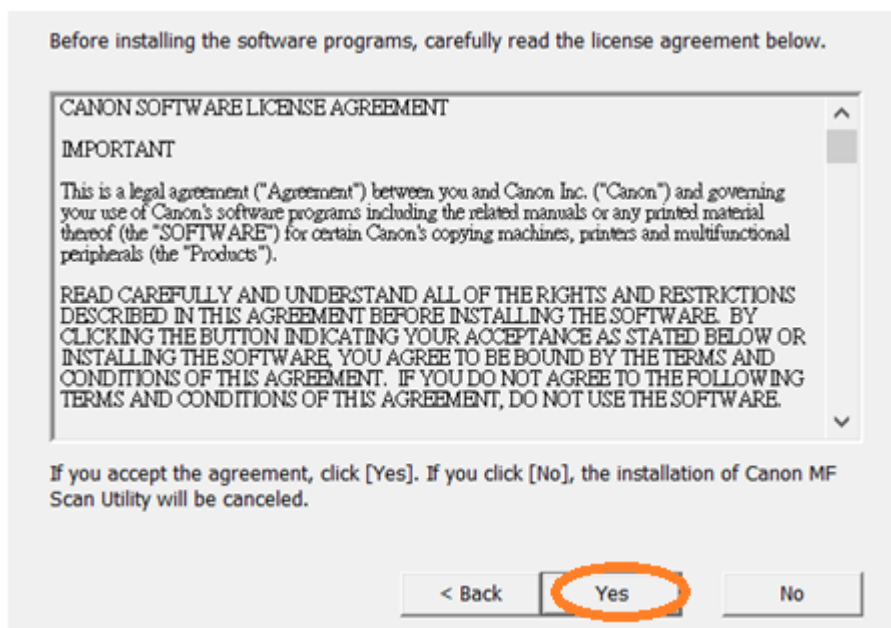 Before installing the software programs, carefully read the license agreement below.
CANON SOFTWARE LICENSE AGREEMENT
IMPORTANT
This is a legal agreement ("Agreement") between you and Canon Inc. ("Canon") and governing
your use of Canon's software programs including the related manuals or any printed material
thereof (the "SOFTWARE") for certain Canon's copying machines, printers and multifunctional
peripherals (the "Products").
READ CAREFULLY AND UNDERSTAND ALL OF THE RIGHTS AND RESTRICTIONS
DESCRIBED IN THIS AGREEMENT BEFORE INSTALLING THE SOFTWARE. BY
CLICKING THE BUTTON INDICATING YOUR ACCEPTANCE AS STATED BELOW OR
INSTALLING THE SOFTWARE, YOU AGREE TO BE BOUND BY THE TERMS AND
CONDITIONS OF THIS AGREEMENT. IF YOU DO NOT AGREE TO THE FOLLOWING
TERMS AND CONDITIONS OF THIS AGREEMENT, DO NOT USE THE SOFTWARE.
If you accept the agreement, click [Yes]. If you click [No], the installation of Canon MF
Scan Utility will be canceled.
< Back Yes No